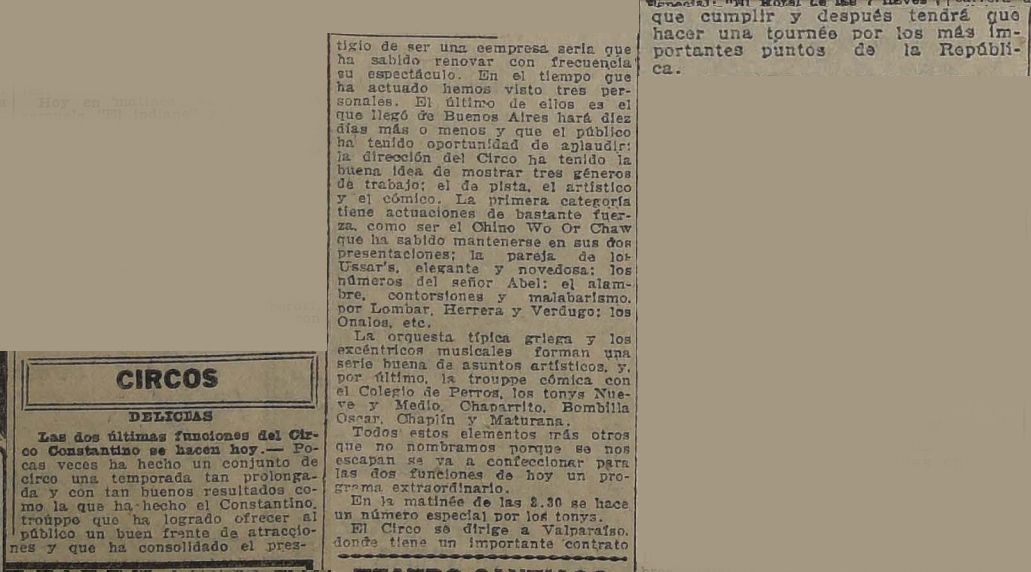 CIRCOS
DELICIAS
Las dos últimas funciones del Cir-
co Constantino se hacen hoy.— Po-
cas veces ha hecho un conjunto de
circo una temporada tan prolonga-
da y con tan buenos resultados co-
mo la que ha hecho el Constantino,
troúppe que ha logrado ofrecer al
público un buen frente de atraccio-
nes y que ha consolidado el pres-
tigio de ser una eempresa seria que
ha sabido renovar con frecuencia
su espectáculo. En el tiempo que
ha actuado hemos visto tres per-
sonales. El último de ellos es el
que llegó de Buenos Aires hará diez
días más o menos y que el público
ha tenido oportunidad de aplaudir;
la dirección del Circo ha tenido la
buena idea de mostrar tres géneros
de trabajo; el de pista, el artístico
y el cómico. La primera categoría
tiene actuaciones de bastante fuer-
za, como ser el Chino Wo Or Chaw
que ha sabido mantenerse en sus dos
presentaciones; la pareja de los
Ussar's, elegante y novedosa; los
números del señor Abel; el alam-
bre, contorsiones y malabarismo,
por Lombar, Herrera y Verdugo; los
Onalos, etc.
La orquesta típica griega y los
excéntricos musicales forman una
serie buena de asuntos artísticos, y,
por último, la trouppe cómica con
el Colegio de Perros, los tonys Nue-
ve y Medio, Chaparrito, Bombilla
Oscar, Chaplin y Maturana.
Todos estos elementos más otros
que no nombramos porque se nos
escapan se va a confeccionar para
las dos funciones de hoy un pro-
grama extraordinario.
En la matinée de las 2.30 se hace
un número especial por los tonys.
El Circo se dirige a Valparaíso,
donde tiene un importante contrato
que cumplir y después tendrá que
hacer una tournée por los más im-
portantes puntos de la Repúbli-
ca.